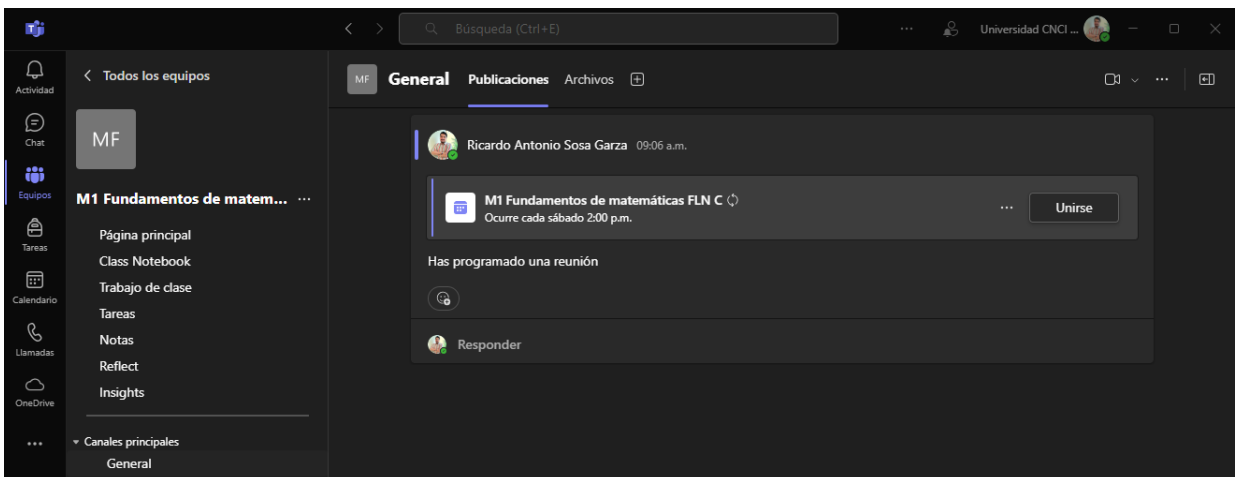 Búsqueda (Ctrl+E)
Universidad CNCI ...
Actividad
Chat
Equipos
Tareas
Calendario
Llamadas
OneDrive
Todos los equipos
MF
M1 Fundamentos de matem...
Página principal
Class Notebook
Trabajo de clase
Tareas
Notas
Reflect
Insights
Canales principales
General
MF General Publicaciones Archivos
Ricardo Antonio Sosa Garza 09:06 a.m.
M1 Fundamentos de matemáticas FLN C
Ocurre cada sábado 2:00 p.m.
Unirse
Has programado una reunión
Responder